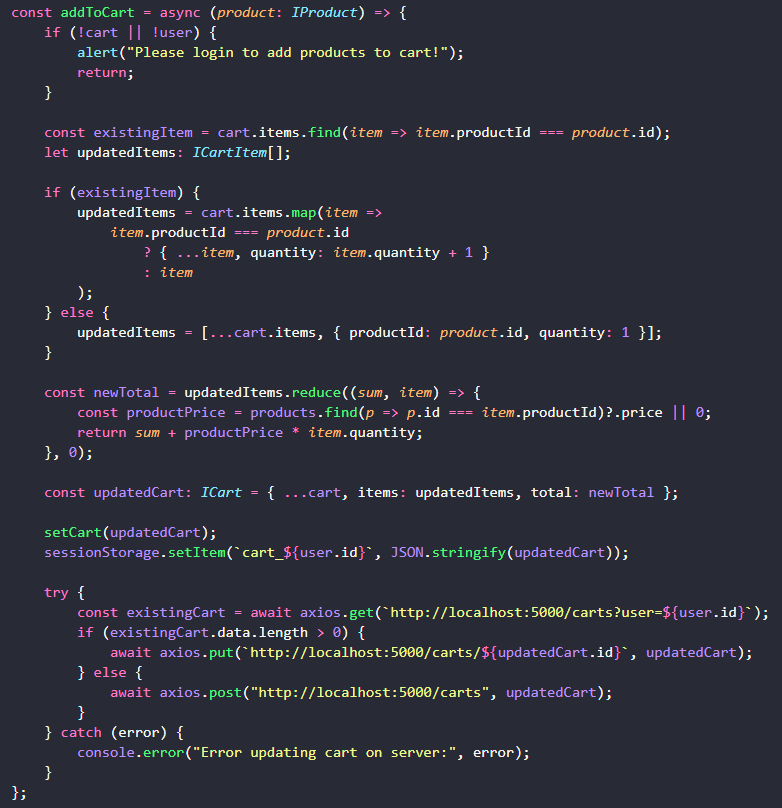 const addToCart = async (product: IProduct) => {
    if (!cart || !user) {
        alert("Please login to add products to cart!");
        return;
    }

    const existingItem = cart.items.find(item => item.productId === product.id);
    let updatedItems: ICartItem[];

    if (existingItem) {
        updatedItems = cart.items.map(item =>
            item.productId === product.id
                ? { ...item, quantity: item.quantity + 1 }
                : item
        );
    } else {
        updatedItems = [...cart.items, { productId: product.id, quantity: 1 }];
    }

    const newTotal = updatedItems.reduce((sum, item) => {
        const productPrice = products.find(p => p.id === item.productId)?.price || 0;
        return sum + productPrice * item.quantity;
    }, 0);

    const updatedCart: ICart = { ...cart, items: updatedItems, total: newTotal };

    setCart(updatedCart);
    sessionStorage.setItem(`cart_${user.id}`, JSON.stringify(updatedCart));

    try {
        const existingCart = await axios.get(`http://localhost:5000/carts?user=${user.id}`);
        if (existingCart.data.length > 0) {
            await axios.put(`http://localhost:5000/carts/${updatedCart.id}`, updatedCart);
        } else {
            await axios.post("http://localhost:5000/carts", updatedCart);
        }
    } catch (error) {
        console.error("Error updating cart on server:", error);
    }
};